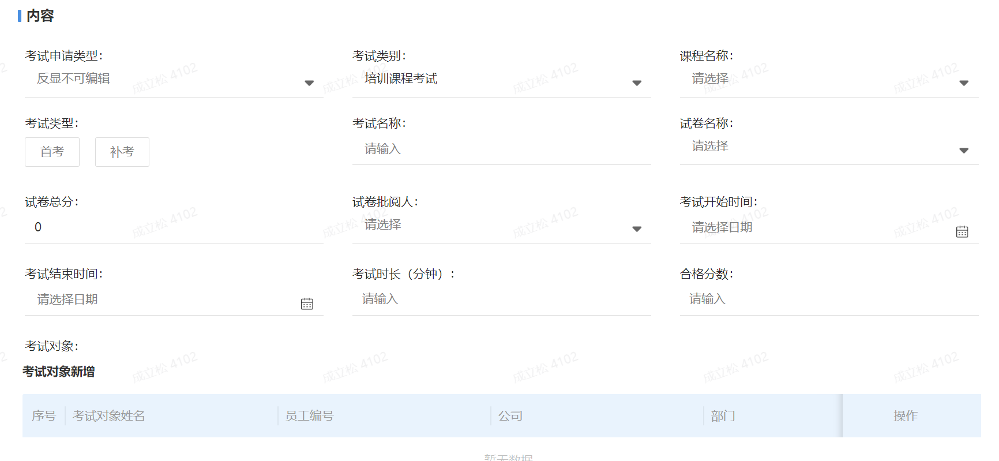 内容
考试申请类型： 考试类别： 课程名称：
反显不可编辑 培训课程考试 请选择
考试类型： 考试名称： 试卷名称：
首考 补考 请输入 请选择
试卷总分： 试卷批阅人： 考试开始时间：
0 请选择 请选择日期
考试结束时间： 考试时长（分钟）： 合格分数：
请选择日期 请输入 请输入
考试对象：
考试对象新增
序号 考试对象姓名 员工编号 公司 部门 操作
暂无数据
成立松 4102